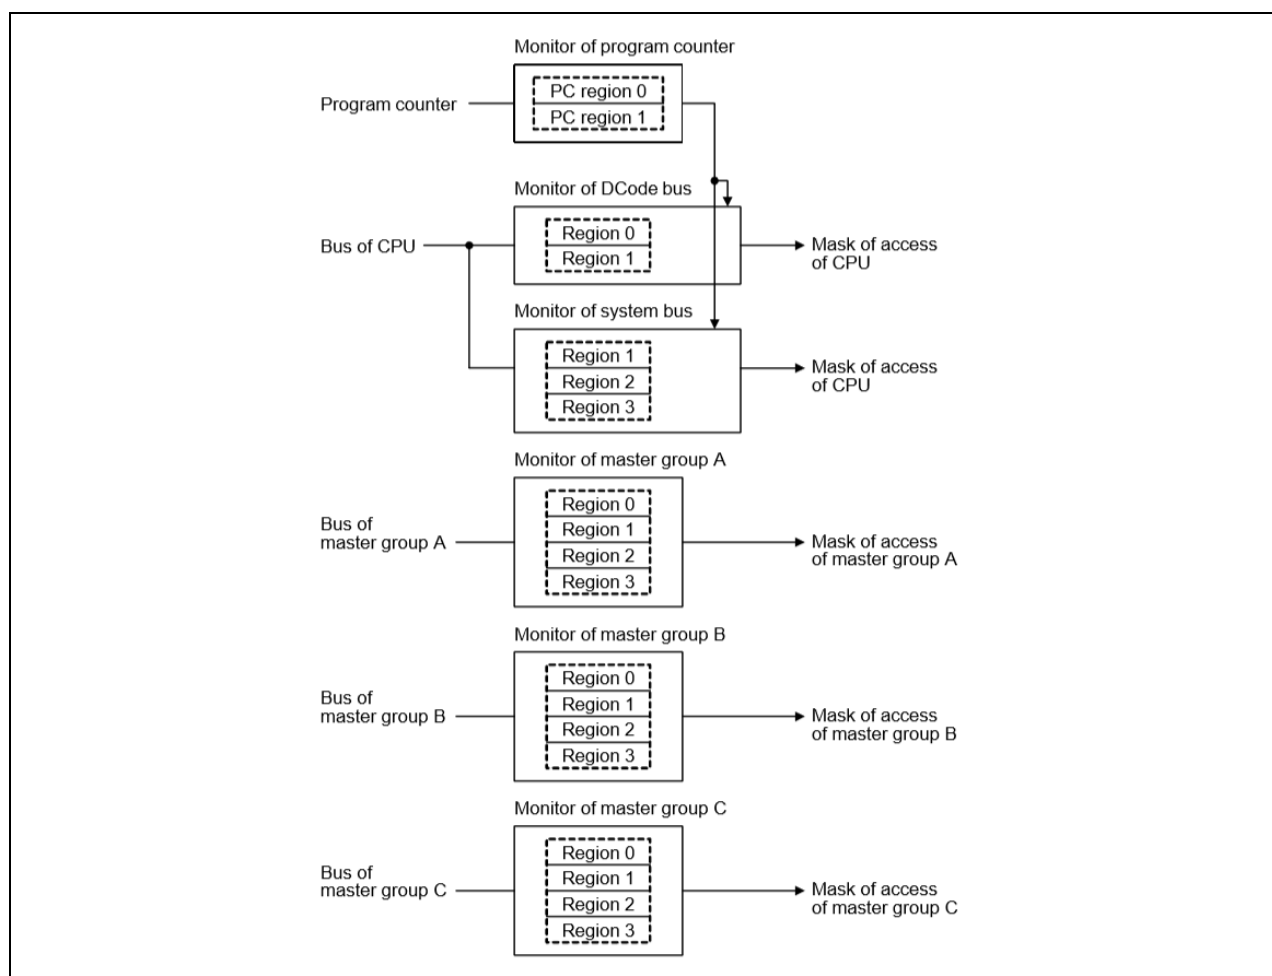 Monitor of program counter
Program counter
PC region 0
PC region 1
Monitor of DCode bus
Bus of CPU
Region 0
Region 1
Mask of access
of CPU
Monitor of system bus
Region 1
Region 2
Region 3
Mask of access
of CPU
Monitor of master group A
Bus of
master group A
Region 0
Region 1
Region 2
Region 3
Mask of access
of master group A
Monitor of master group B
Bus of
master group B
Region 0
Region 1
Region 2
Region 3
Mask of access
of master group B
Monitor of master group C
Bus of
master group C
Region 0
Region 1
Region 2
Region 3
Mask of access
of master group C